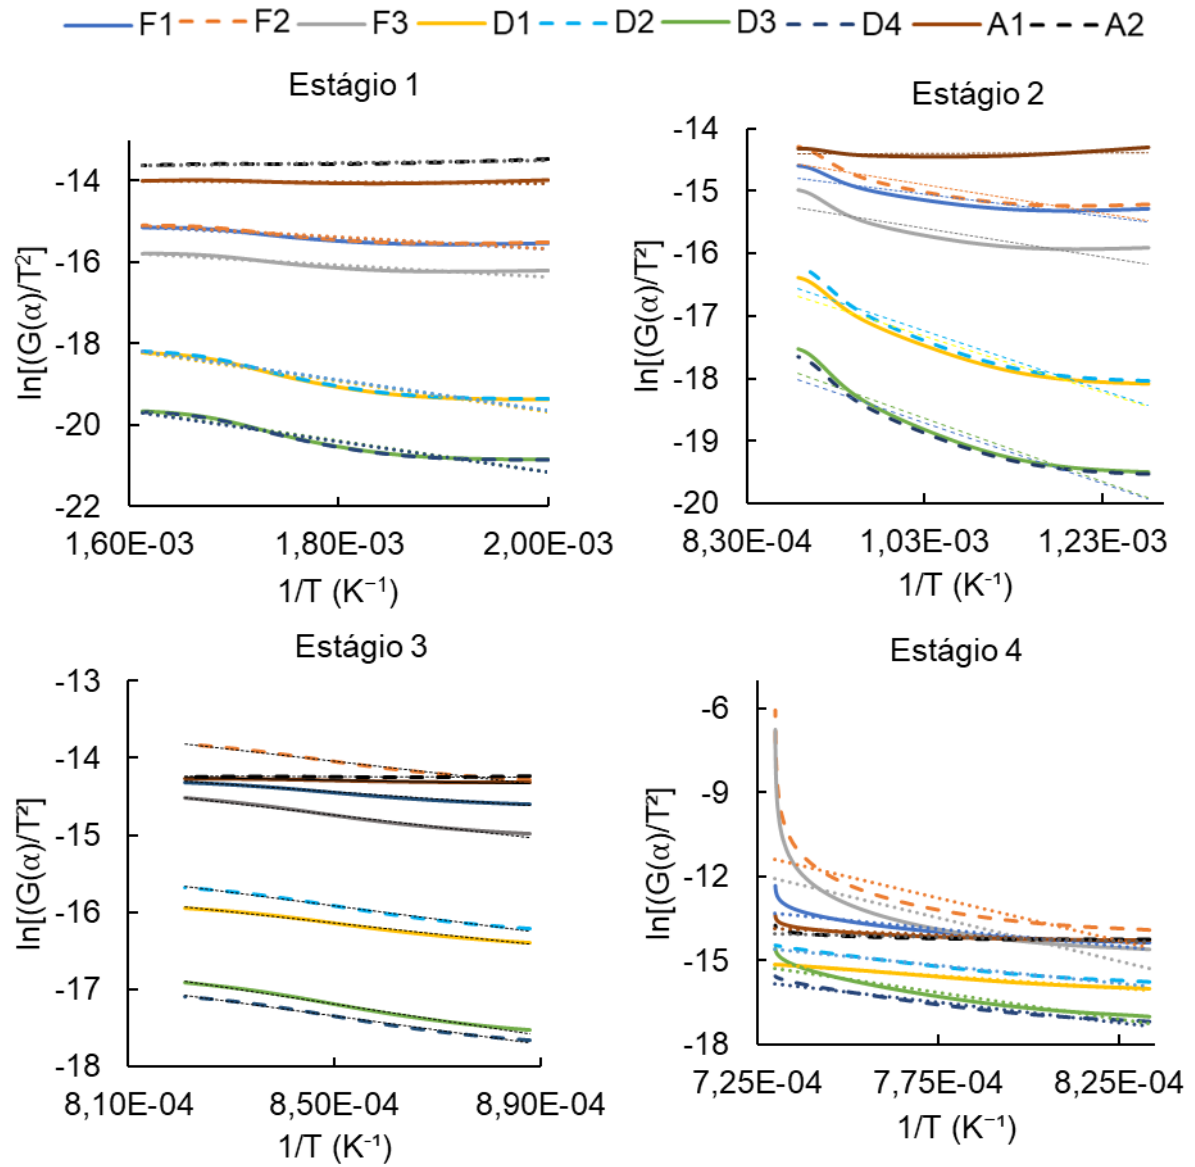 F1 F2 F3 D1 D2 D3 D4 A1 A2
Estágio 1
ln[(G(α)/T²]
-14
-16
-18
-20
-22
1,60E-03 1,80E-03 2,00E-03
1/T (K⁻¹)
Estágio 2
ln[(G(α)/T²]
-14
-15
-16
-17
-18
-19
-20
8,30E-04 1,03E-03 1,23E-03
1/T (K⁻¹)
Estágio 3
ln[(G(α)/T²]
-13
-14
-15
-16
-17
-18
8,10E-04 8,50E-04 8,90E-04
1/T (K⁻¹)
Estágio 4
ln[(G(α)/T²]
-6
-9
-12
-15
-18
7,25E-04 7,75E-04 8,25E-04
1/T (K⁻¹)